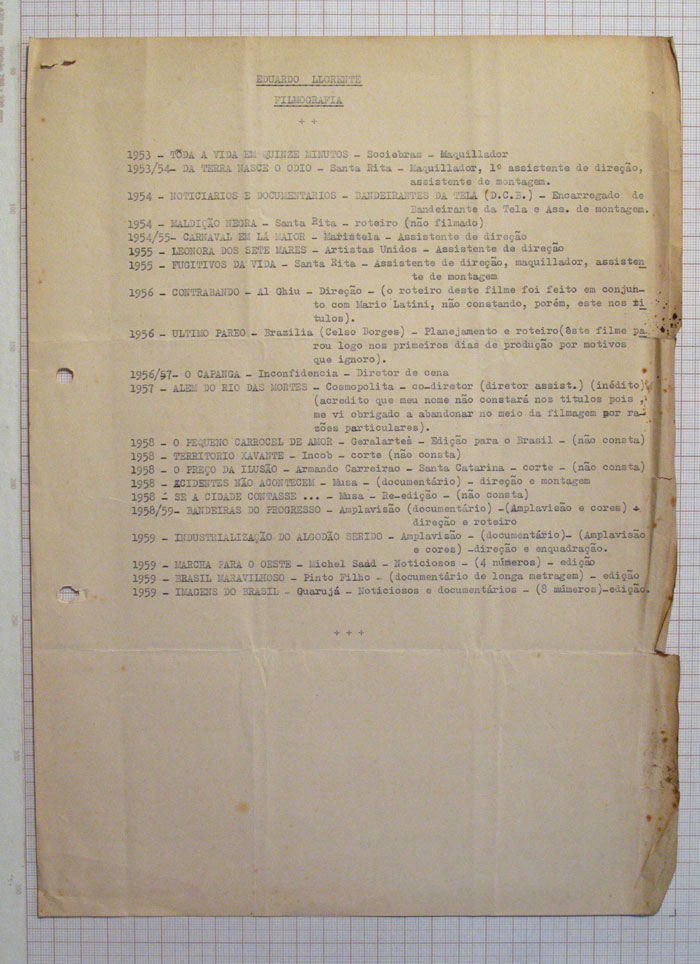 EDUARDO LLORENTE
FILMOGRAFIA
+ +
1953 - TÔDA A VIDA EM QUINZE MINUTOS - Sociebras - Maquillador
1953/54- DA TERRA NASCE O ODIO - Santa Rita - Maquillador, 1º assistente de direção,
assistente de montagem.
1954 - NOTICIARIOS E DOCUMENTARIOS - BANDEIRANTES DA TELA (D.C.B.) - Encarregado de
Bandeirante da Tela e Ass. de montagem.
1954 - MALDIÇÃO NEGRA - Santa Rita - roteiro (não filmado)
1954/55- CARNAVAL EM LÁ MAIOR - Maristela - Assistente de direção
1955 - LEONORA DOS SETE MARES - Artistas Unidos - Assistente de direção
1955 - FUGITIVOS DA VIDA - Santa Rita - Assistente de direção, maquillador, assisten
te de montagem
1956 - CONTRABANDO - Al Ghiu - Direção - (o roteiro deste filme foi feito em conjun_
to com Mario Latini, não constando, porém, este nos ti
tulos).
1956 - ULTIMO PAREO - Brazilia (Celso Borges) - Planejamento e roteiro(êste filme pa
rou logo nos primeiros dias de produção por motivos
que ignoro).
1956/57- O CAPANGA - Inconfidencia - Diretor de cena
1957 - ALEM DO RIO DAS MORTES - Cosmopolita - co-diretor (diretor assist.) (inédito)
(acredito que meu nome não constará nos titulos pois ,
me vi obrigado a abandonar no meio da filmagem por ra_
zões particulares).
1958 - O PEQUENO CARROCEL DE AMOR - Geralartes - Edição para o Brasil - (não consta)
1958 - TERRITORIO XAVANTE - Incob - corte (não consta)
1958 - O PREÇO DA ILUSÃO - Armando Carreirao - Santa Catarina - corte - (não consta)
1958 - ACIDENTES NÃO ACONTECEM - Musa - (documentário) - direção e montagem
1958 - SE A CIDADE CONTASSE ... - Musa - Re-edição - (não consta)
1958/59- BANDEIRAS DO PROGRESSO - Amplavisão (documentário) -(Amplavisão e cores) -
direção e roteiro
1959 - INDUSTRIALIZAÇÃO DO ALGODÃO SERIDO - Amplavisão - (documentário)- (Amplavisão
e cores) -direção e enquadração.
1959 - MARCHA PARA O OESTE - Michel Saad - Noticiosos - (4 números) - edição
1959 - BRASIL MARAVILHOSO - Pinto Filho - (documentário de longa metragem) - edição
1959 - IMAGENS DO BRASIL - Guarujá - Noticiosos e documentários - (8 números)-edição.
+ + +